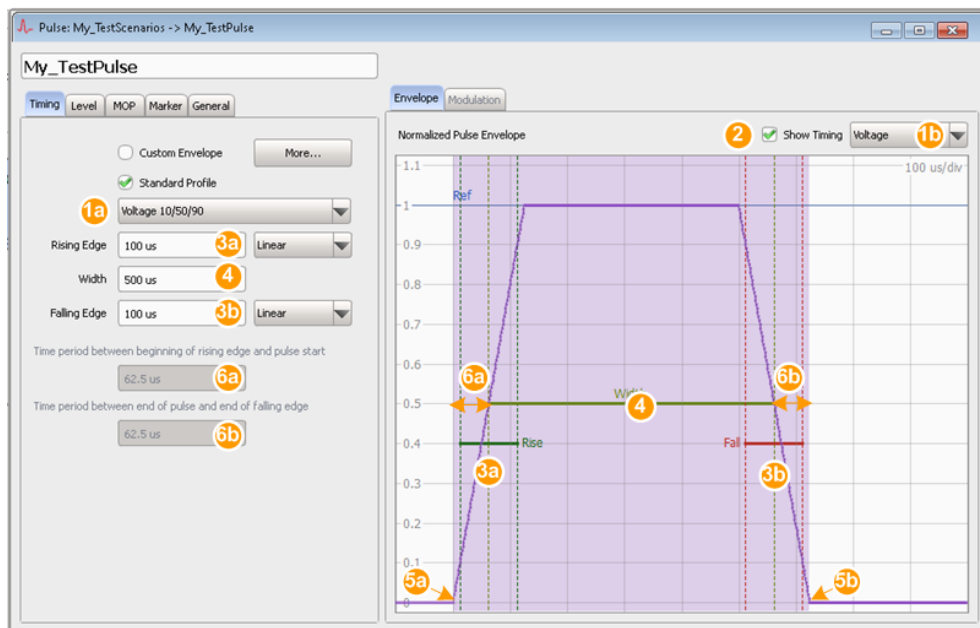 Pulse: My_TestScenarios -> My_TestPulse
My_TestPulse
Timing Level MOP Marker General
Custom Envelope More...
Standard Profile
1a Voltage 10/50/90
Rising Edge 100 us 3a Linear
Width 500 us 4
Falling Edge 100 us 3b Linear
Time period between beginning of rising edge and pulse start
62.5 us 6a
Time period between end of pulse and end of falling edge
62.5 us 6b
Envelope Modulation
Normalized Pulse Envelope 2 Show Timing Voltage 1b
1.1 100 us/div
Ref
1
0.9
0.8
0.7
0.6
6a 6b
Width
0.5 4
0.4 Rise Fall
3a 3b
0.3
0.2
0.1
5a 5b
0